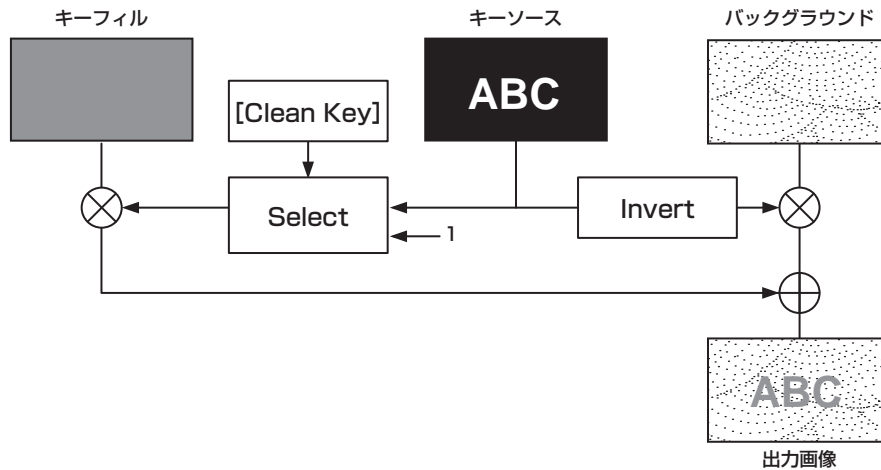 キーフィル
キーソース
バックグラウンド
[Clean Key]
ABC
Select
Invert
1
ABC
出力画像